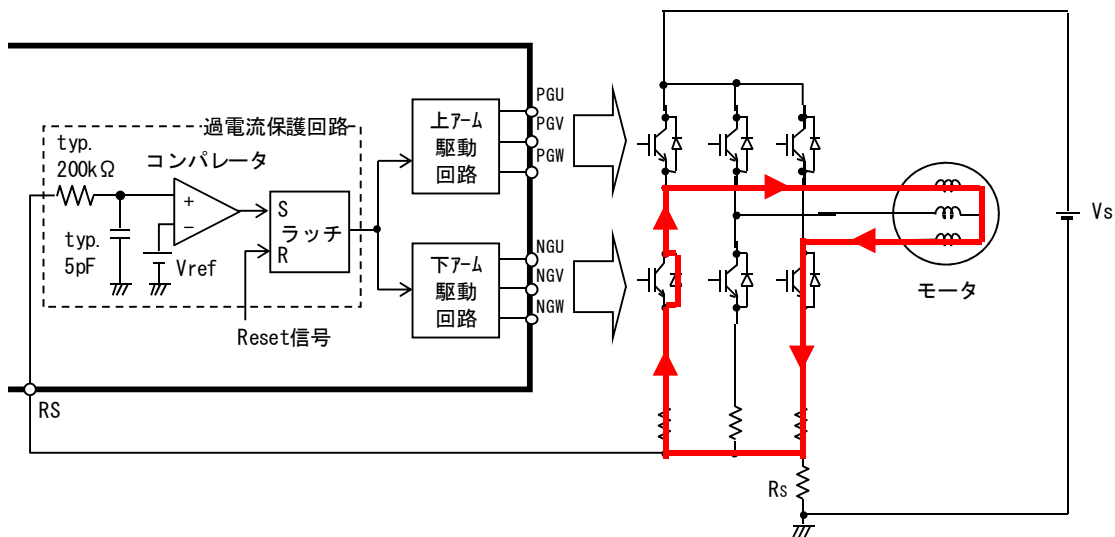 過電流保護回路
typ.
200kΩ
コンパレータ
+
−
typ.
5pF
Vref
S
ラッチ
R
Reset信号
上アーム
駆動
回路
下アーム
駆動
回路
PGU
PGV
PGW
NGU
NGV
NGW
RS
モータ
Vs
Rs